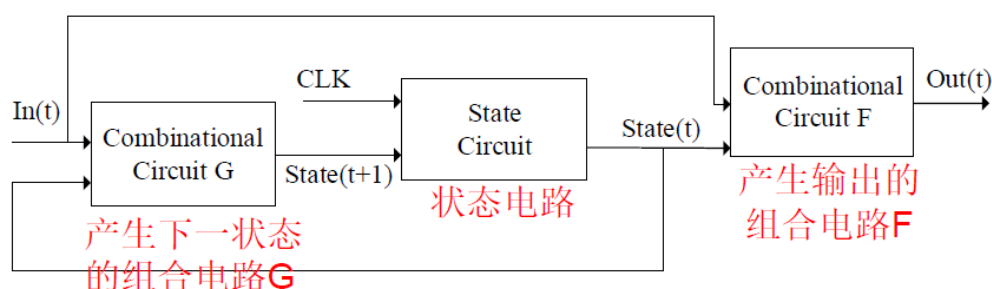 In(t)
CLK
Combinational
Circuit G
State(t+1)
State
Circuit
State(t)
Combinational
Circuit F
Out(t)
产生下一状态
的组合电路G
状态电路
产生输出的
组合电路F